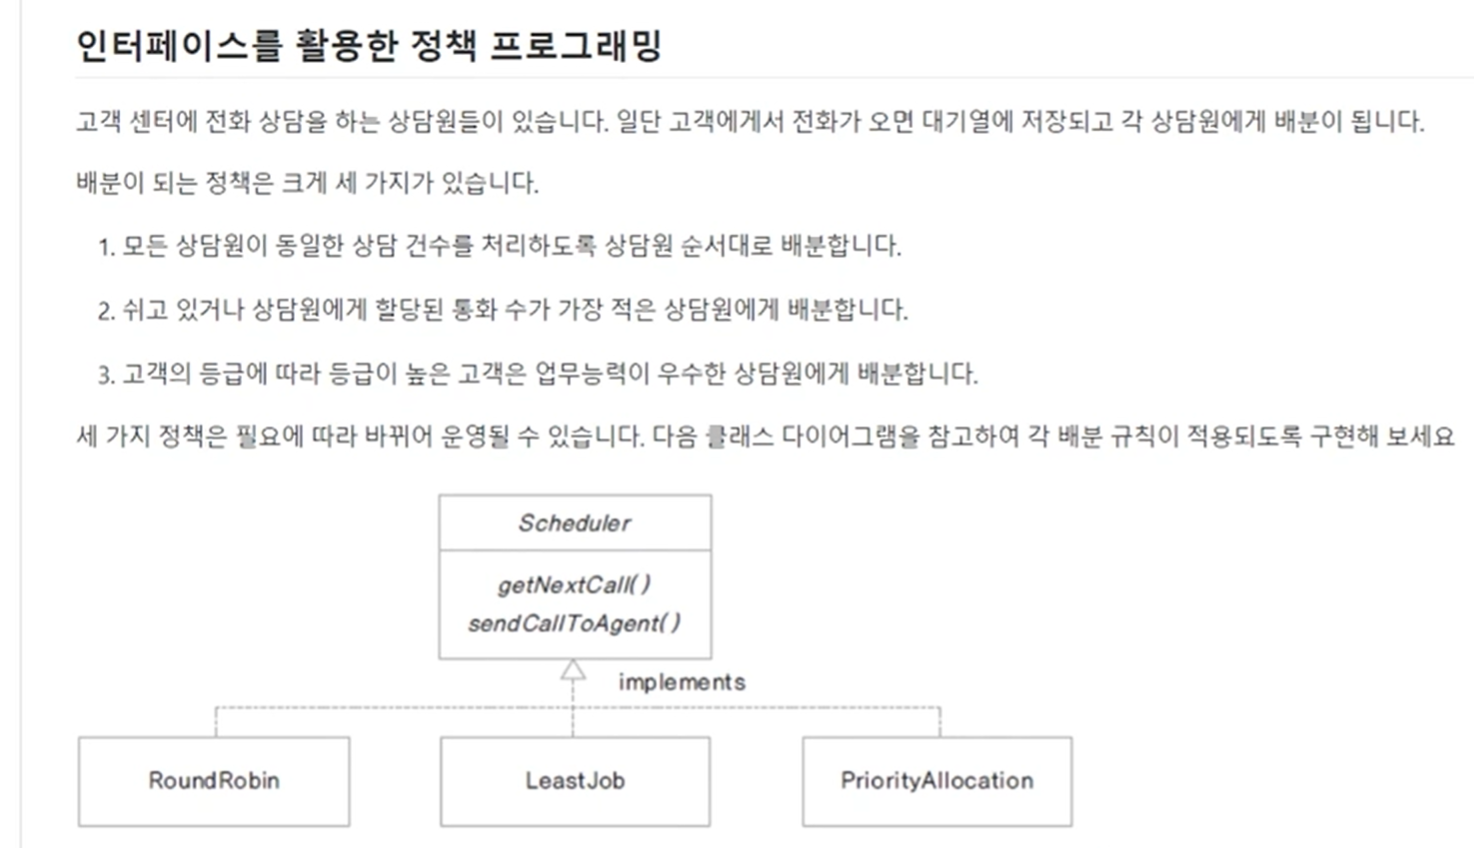 인터페이스를 활용한 정책 프로그래밍
고객 센터에 전화 상담을 하는 상담원들이 있습니다. 일단 고객에게서 전화가 오면 대기열에 저장되고 각 상담원에게 배분이 됩니다.
배분이 되는 정책은 크게 세 가지가 있습니다.
1. 모든 상담원이 동일한 상담 건수를 처리하도록 상담원 순서대로 배분합니다.
2. 쉬고 있거나 상담원에게 할당된 통화 수가 가장 적은 상담원에게 배분합니다.
3. 고객의 등급에 따라 등급이 높은 고객은 업무능력이 우수한 상담원에게 배분합니다.
세 가지 정책은 필요에 따라 바뀌어 운영될 수 있습니다. 다음 클래스 다이어그램을 참고하여 각 배분 규칙이 적용되도록 구현해 보세요
Scheduler
getNextCall()
sendCallToAgent()
implements
RoundRobin
LeastJob
PriorityAllocation